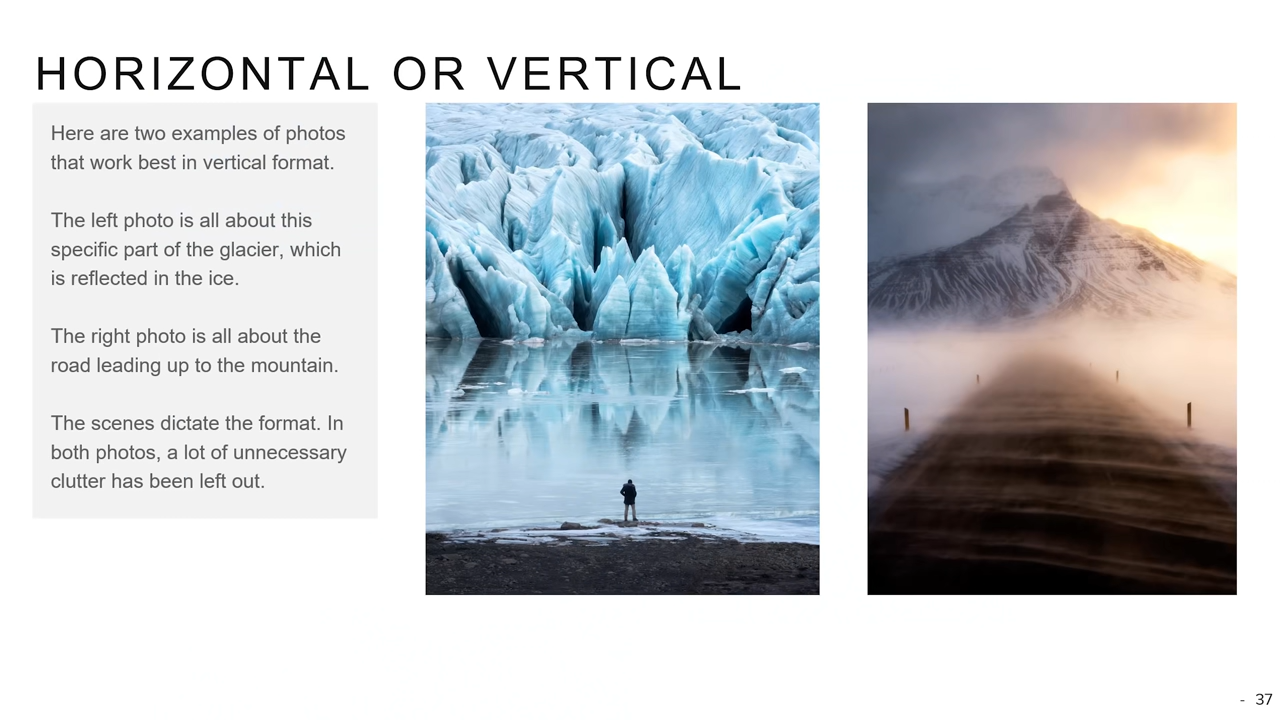 HORIZONTAL OR VERTICAL
Here are two examples of photos
that work best in vertical format.
The left photo is all about this
specific part of the glacier, which
is reflected in the ice.
The right photo is all about the
road leading up to the mountain.
The scenes dictate the format. In
both photos, a lot of unnecessary
clutter has been left out.
- 37